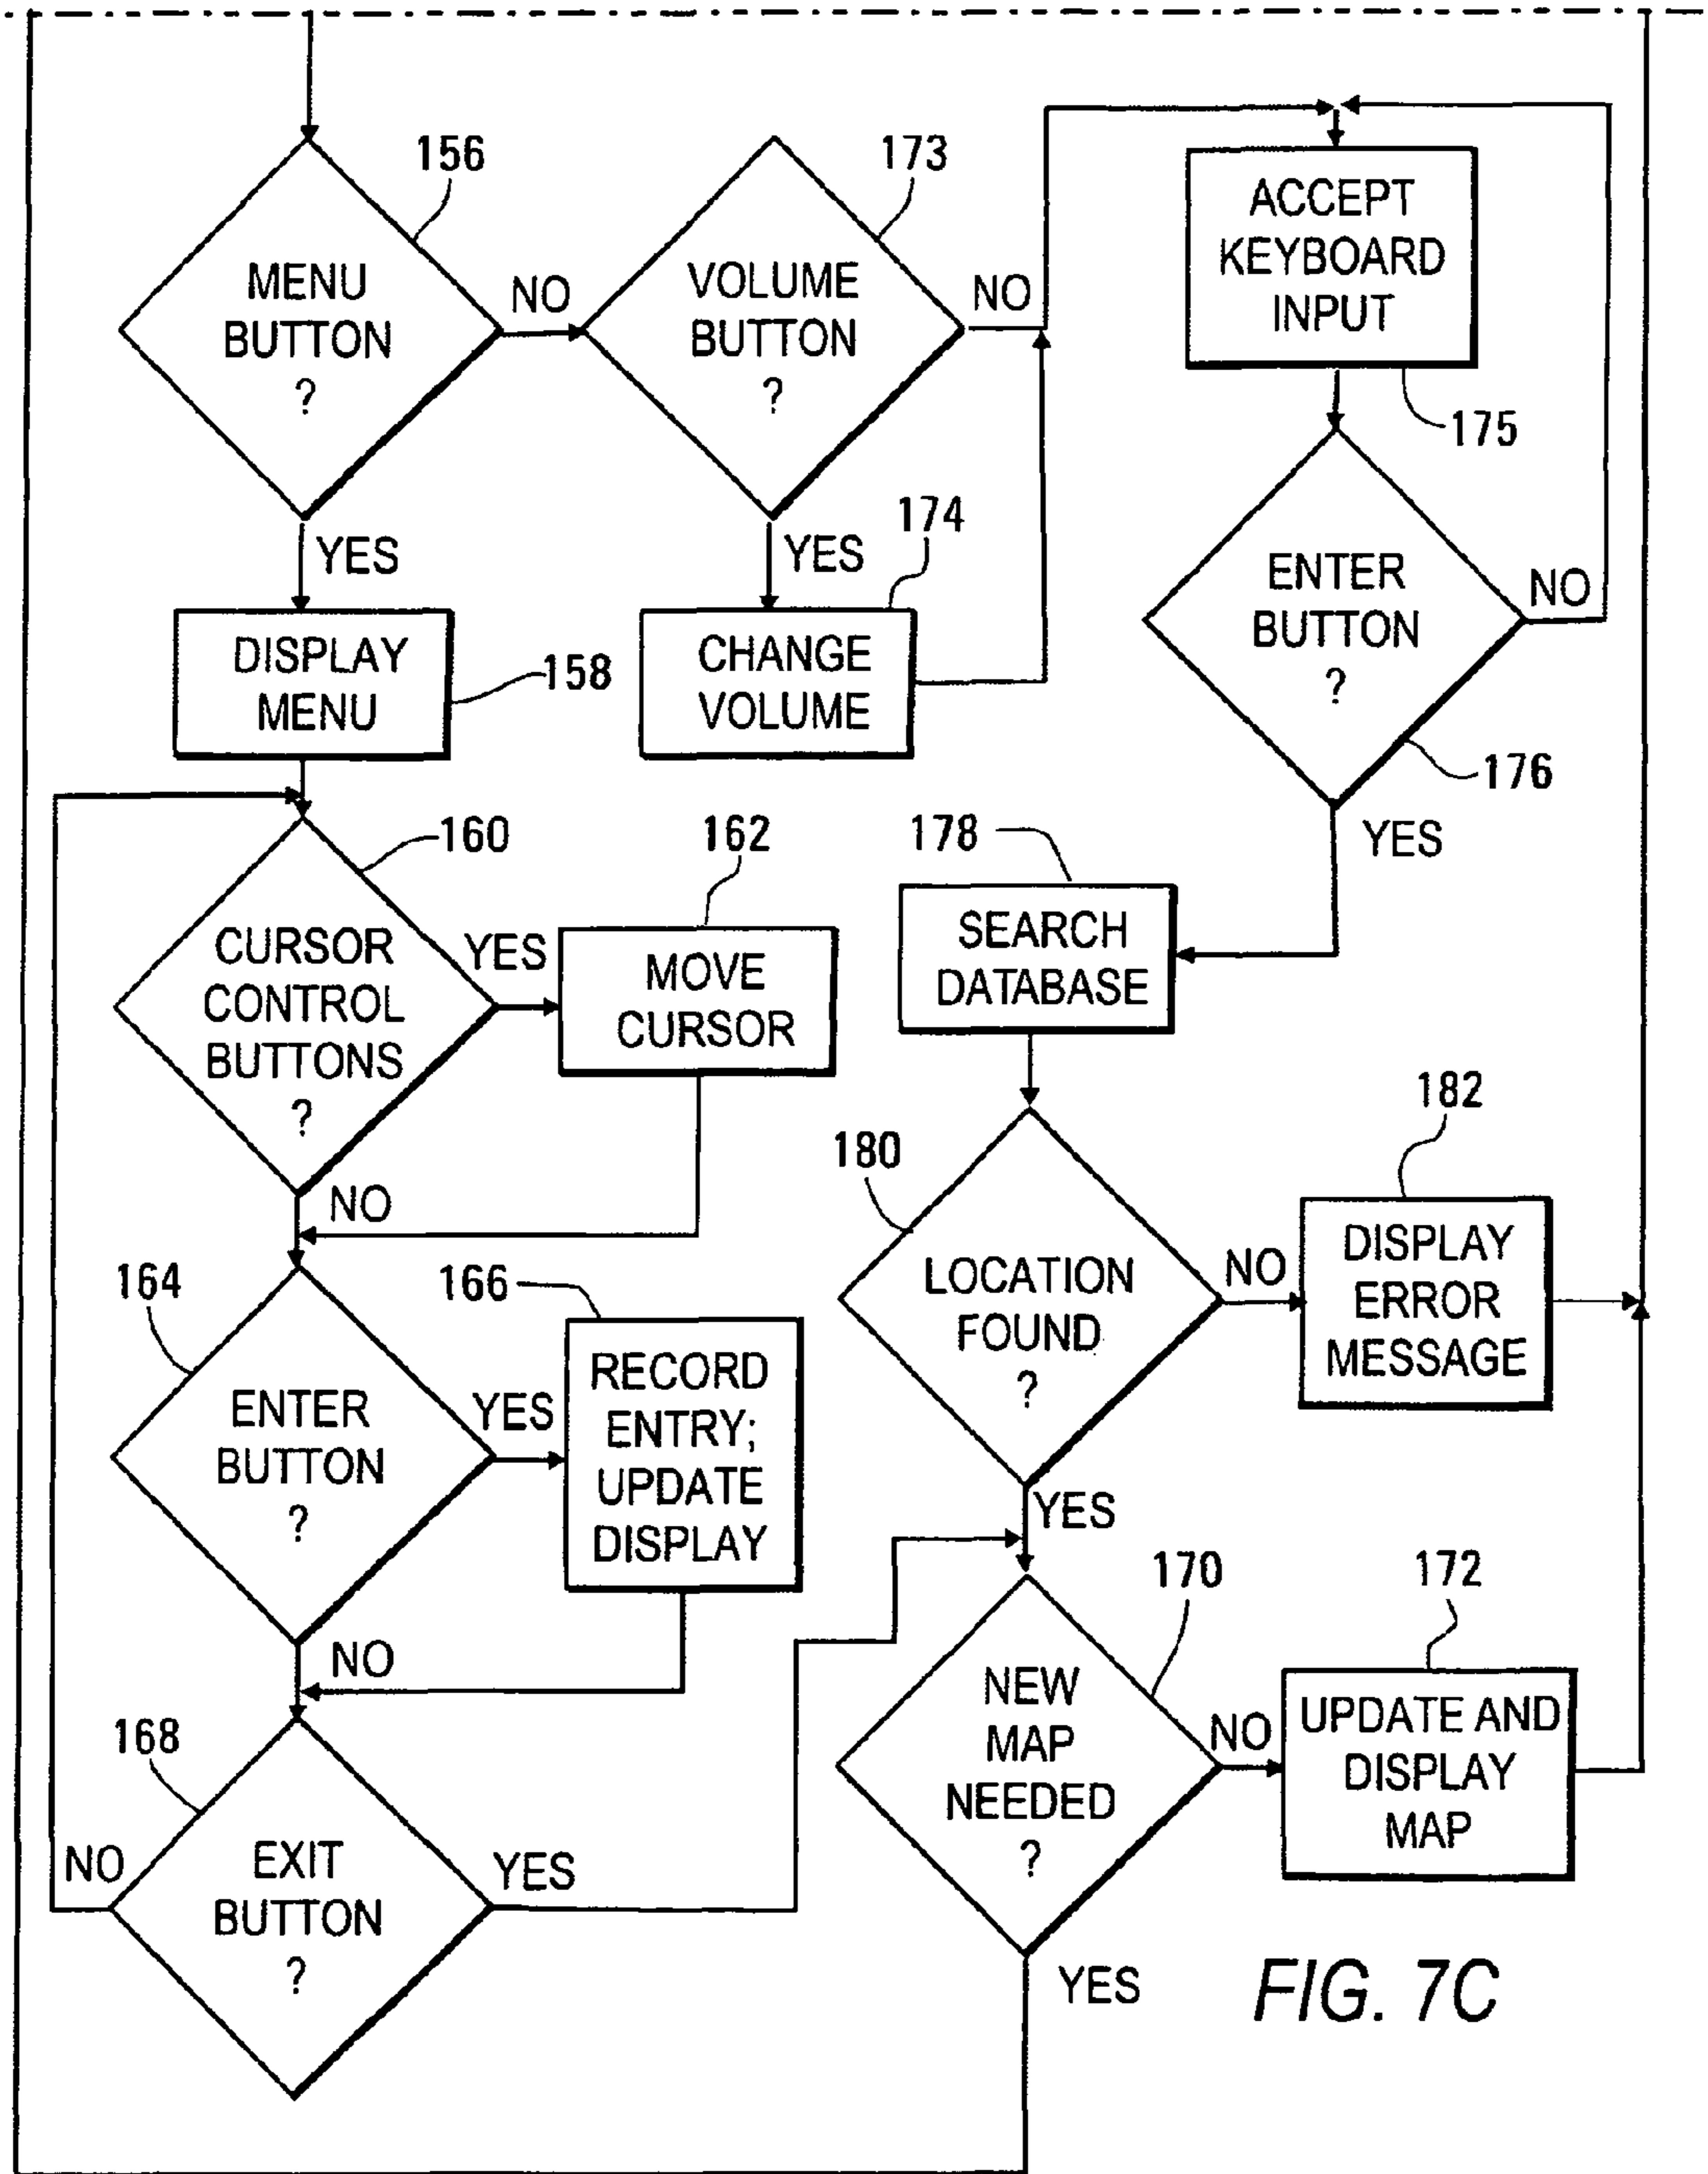 156
MENU
BUTTON
?
NO
YES
173
VOLUME
BUTTON
?
NO
YES
ACCEPT
KEYBOARD
INPUT
175
174
CHANGE
VOLUME
DISPLAY
MENU
158
ENTER
BUTTON
?
NO
176
YES
160
CURSOR
CONTROL
BUTTONS
?
YES
NO
162
MOVE
CURSOR
178
SEARCH
DATABASE
180
LOCATION
FOUND
?
NO
YES
182
DISPLAY
ERROR
MESSAGE
164
ENTER
BUTTON
?
YES
NO
166
RECORD
ENTRY;
UPDATE
DISPLAY
168
EXIT
BUTTON
?
NO
YES
170
NEW
MAP
NEEDED
?
NO
YES
172
UPDATE AND
DISPLAY
MAP
FIG. 7C